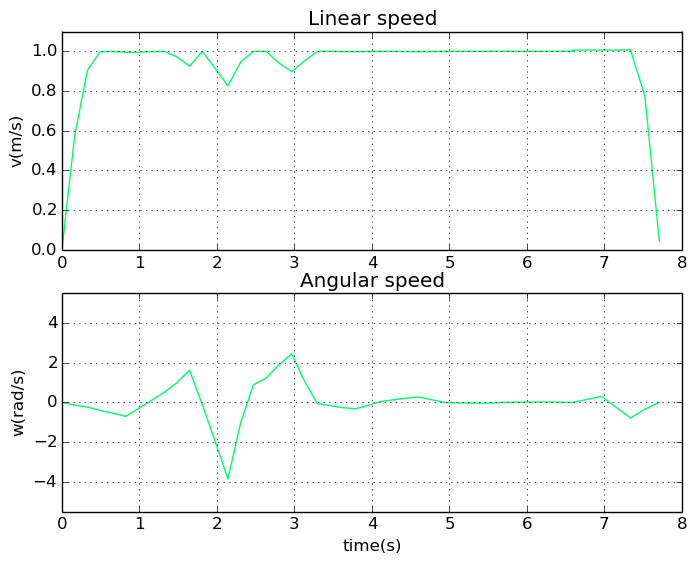 Linear speed
1.0
0.8
0.6
0.4
0.2
0.0
v(m/s)
0 1 2 3 4 5 6 7 8
Angular speed
4
2
0
−2
−4
w(rad/s)
0 1 2 3 4 5 6 7 8
time(s)